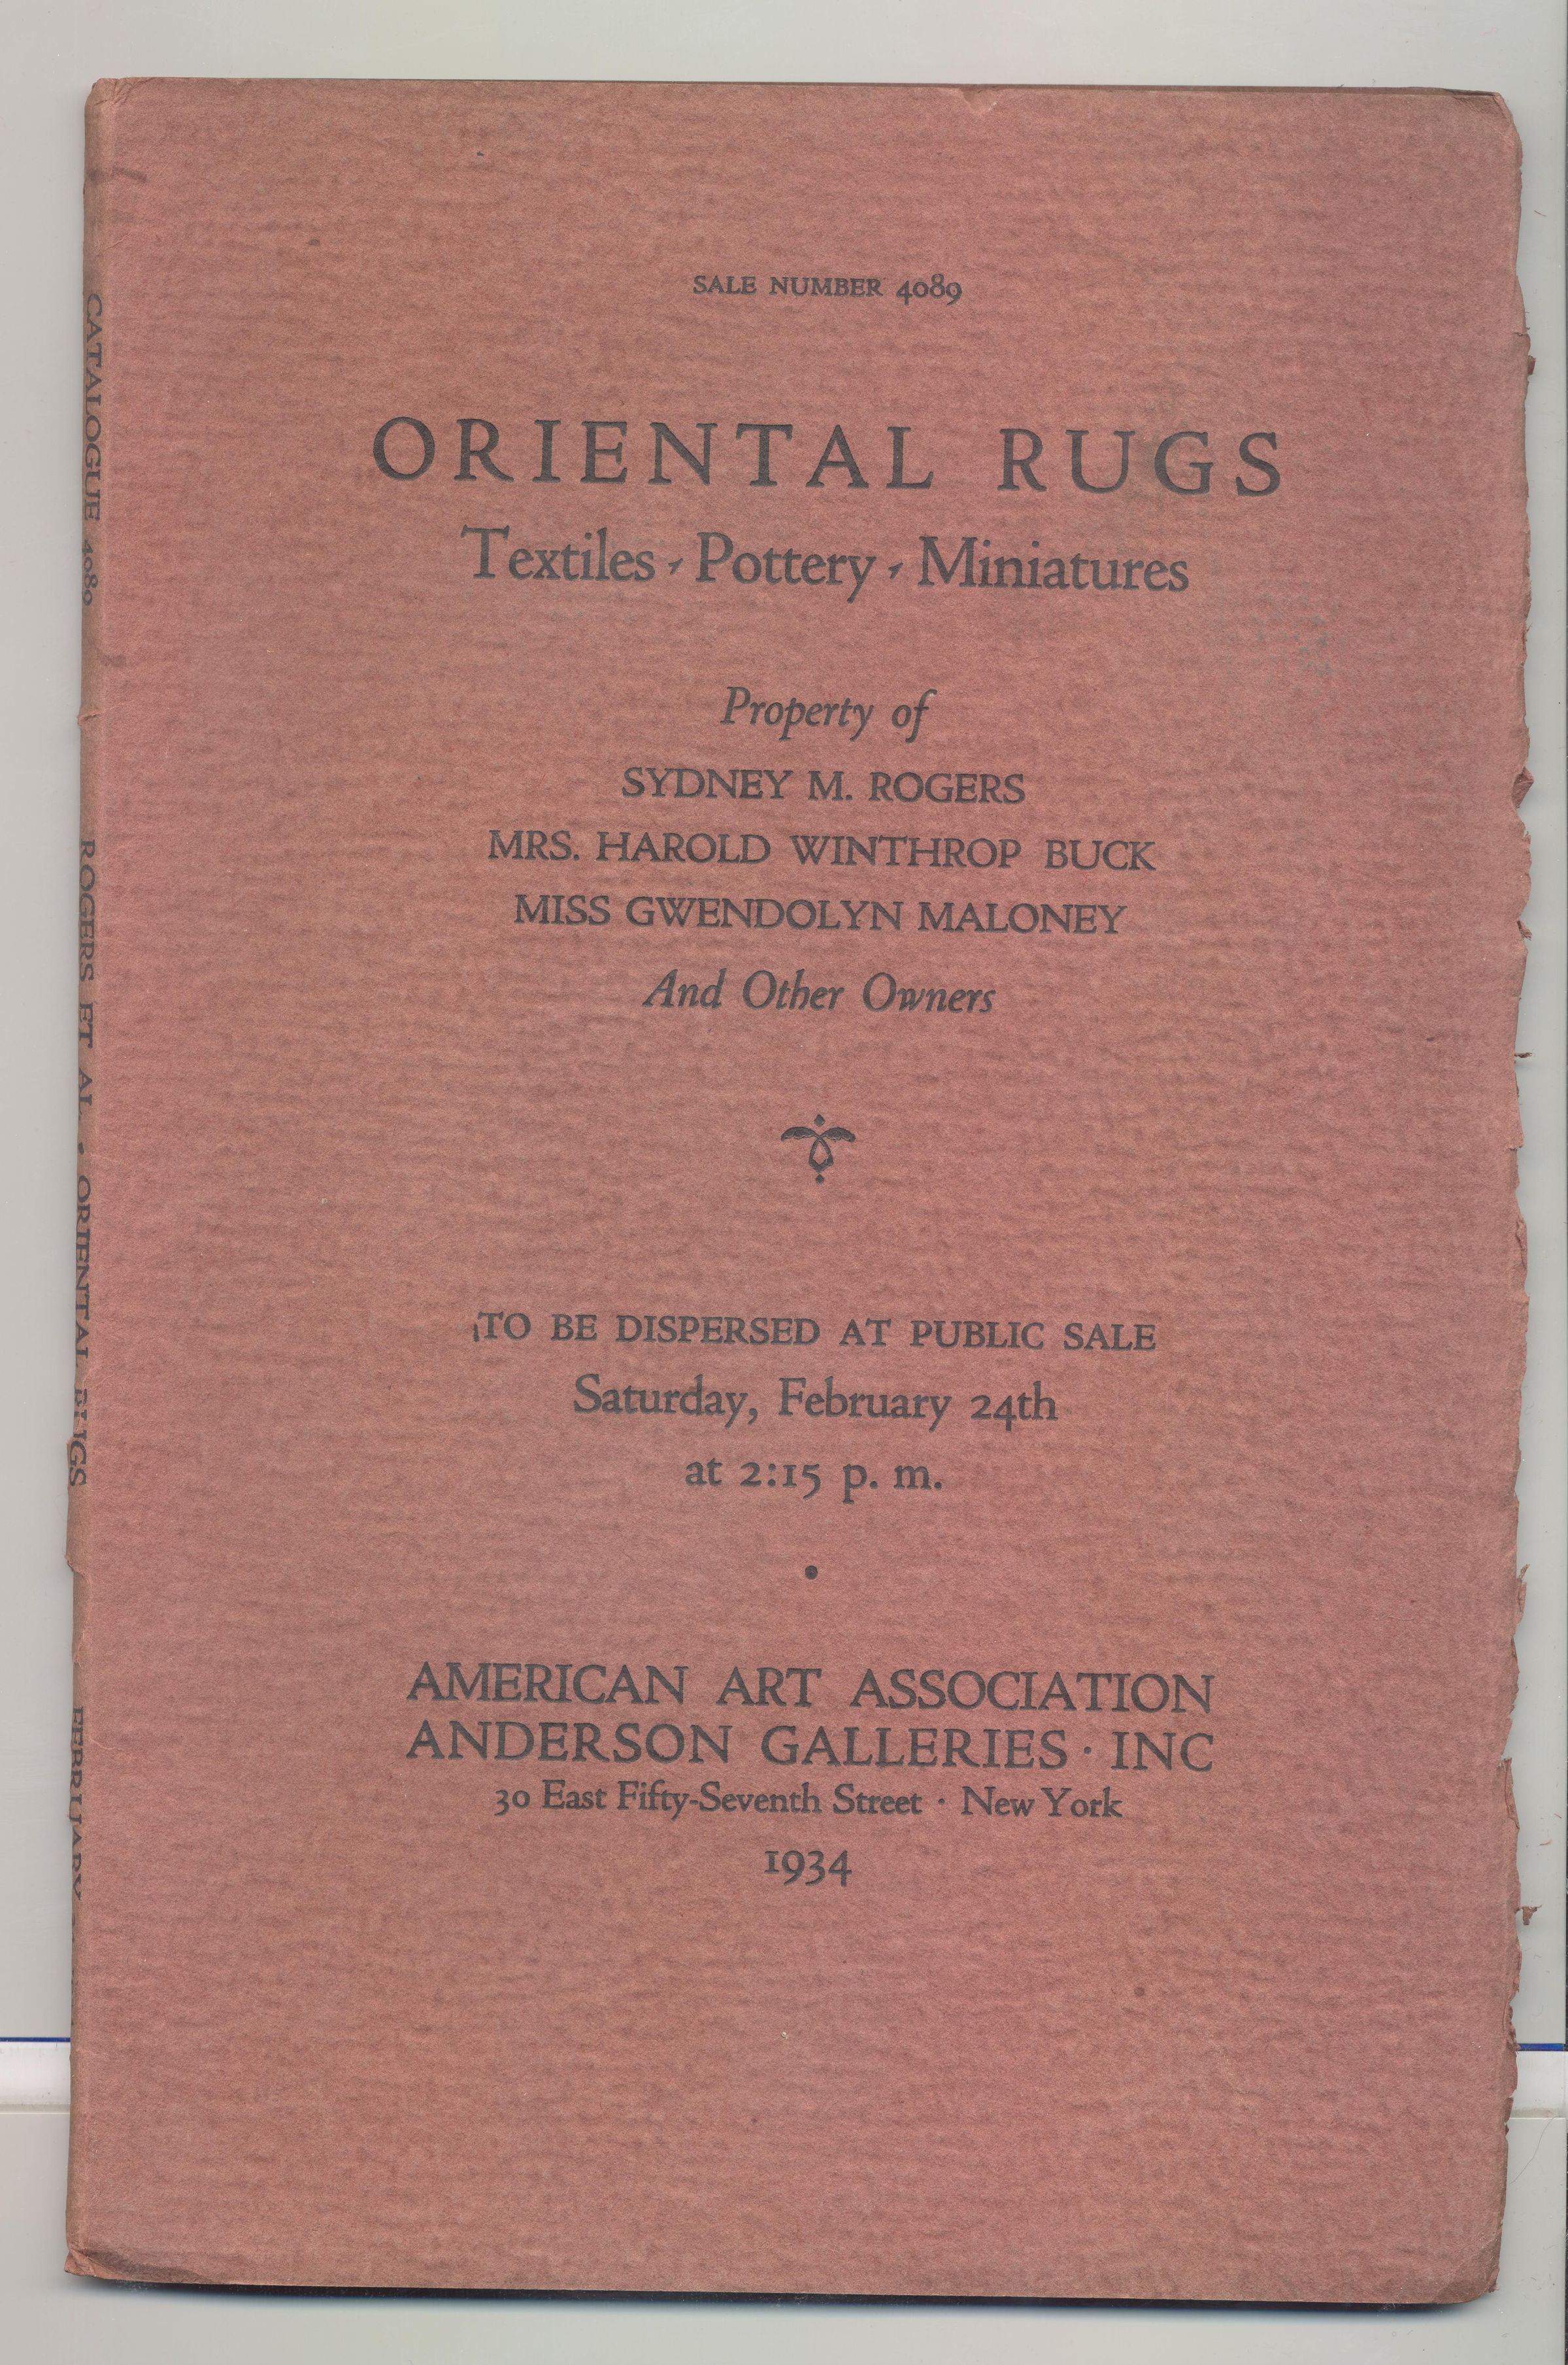 SALE NUMBER 4089
ORIENTAL RUGS
Textiles - Pottery - Miniatures
Property of
SYDNEY M. ROGERS
MRS. HAROLD WINTHROP BUCK
MISS GWENDOLYN MALONEY
And Other Owners
TO BE DISPERSED AT PUBLIC SALE
Saturday, February 24th
at 2:15 p. m.
•
AMERICAN ART ASSOCIATION
ANDERSON GALLERIES · INC
30 East Fifty-Seventh Street · New York
1934
CATALOGUE 4089
ROGERS ET AL. • ORIENTAL RUGS
FEBRUARY